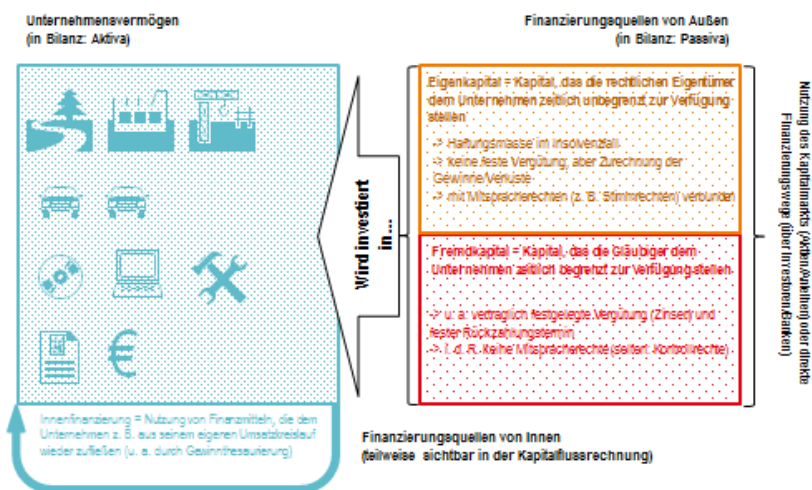 Unternehmensvermögen
(in Bilanz: Aktiva)
Finanzierungsquellen von Außen
(in Bilanz: Passiva)
Eigenkapital = Kapital, das die rechtlichen Eigentümer
dem Unternehmen zeitlich unbegrenzt zur Verfügung
stellen
-> Haftungsmasse im Insolvenzfall
-> keine feste Vergütung, aber Zurechnung der
Gewinne/Verluste
-> mit Mitspracherechten (z. B. Stimmrechten) verbunden
Wird investiert
in...
Fremdkapital = Kapital, das die Gläubiger dem
Unternehmen zeitlich begrenzt zur Verfügung stellen
-> u. a. vertraglich festgelegte Vergütung (Zinsen) und
fester Rückzahlungstermin
-> i. d. R. Keine Mitspracherechte (selten: Kontrollrechte)
Nutzung des Kapitalmarkts (Aktien/Anleihen) oder direkte
Finanzierungswege (über Investoren/Banken)
Innenfinanzierung = Nutzung von Finanzmitteln, die dem
Unternehmen z. B. aus seinem eigenen Umsatzkreislauf
wieder zufließen (u. a. durch Gewinnthesaurierung)
Finanzierungsquellen von Innen
(teilweise sichtbar in der Kapitalflussrechnung)